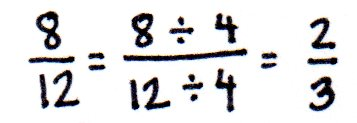 8/12 = 8 ÷ 4 / 12 ÷ 4 = 2/3